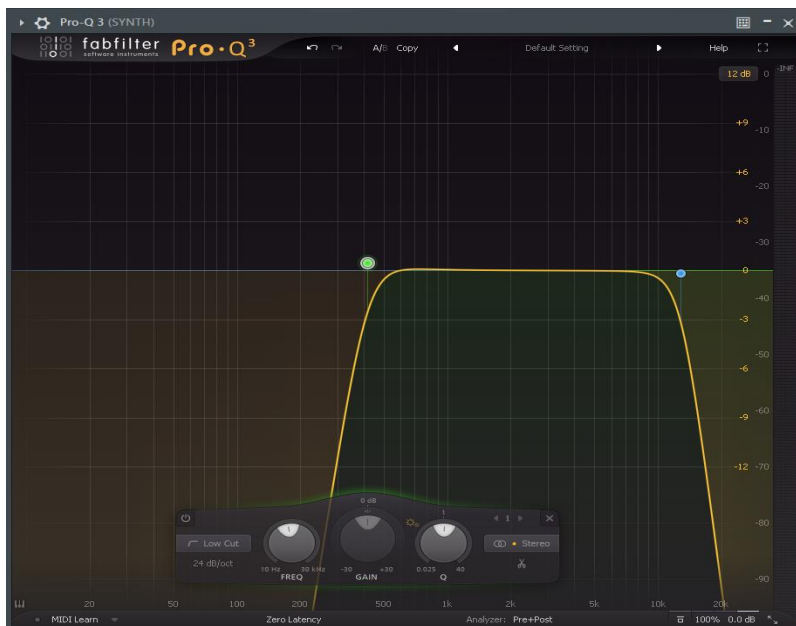 Pro-Q 3 (SYNTH)
fabfilter
software instruments
Pro·Q³
A/B Copy Default Setting Help
12 dB 0 -INF
+9
-10
+6
-20
+3
-30
0
-40
-3
-50
-6
-60
-9
-12 -70
0 dB
1
1
-80
Low Cut
Stereo
24 dB/oct
10 Hz 30 kHz -30 +30 0.025 40
FREQ GAIN Q
-90
20 50 100 200 500 1k 2k 5k 10k 20k
MIDI Learn Zero Latency Analyzer: Pre+Post 100% 0.0 dB